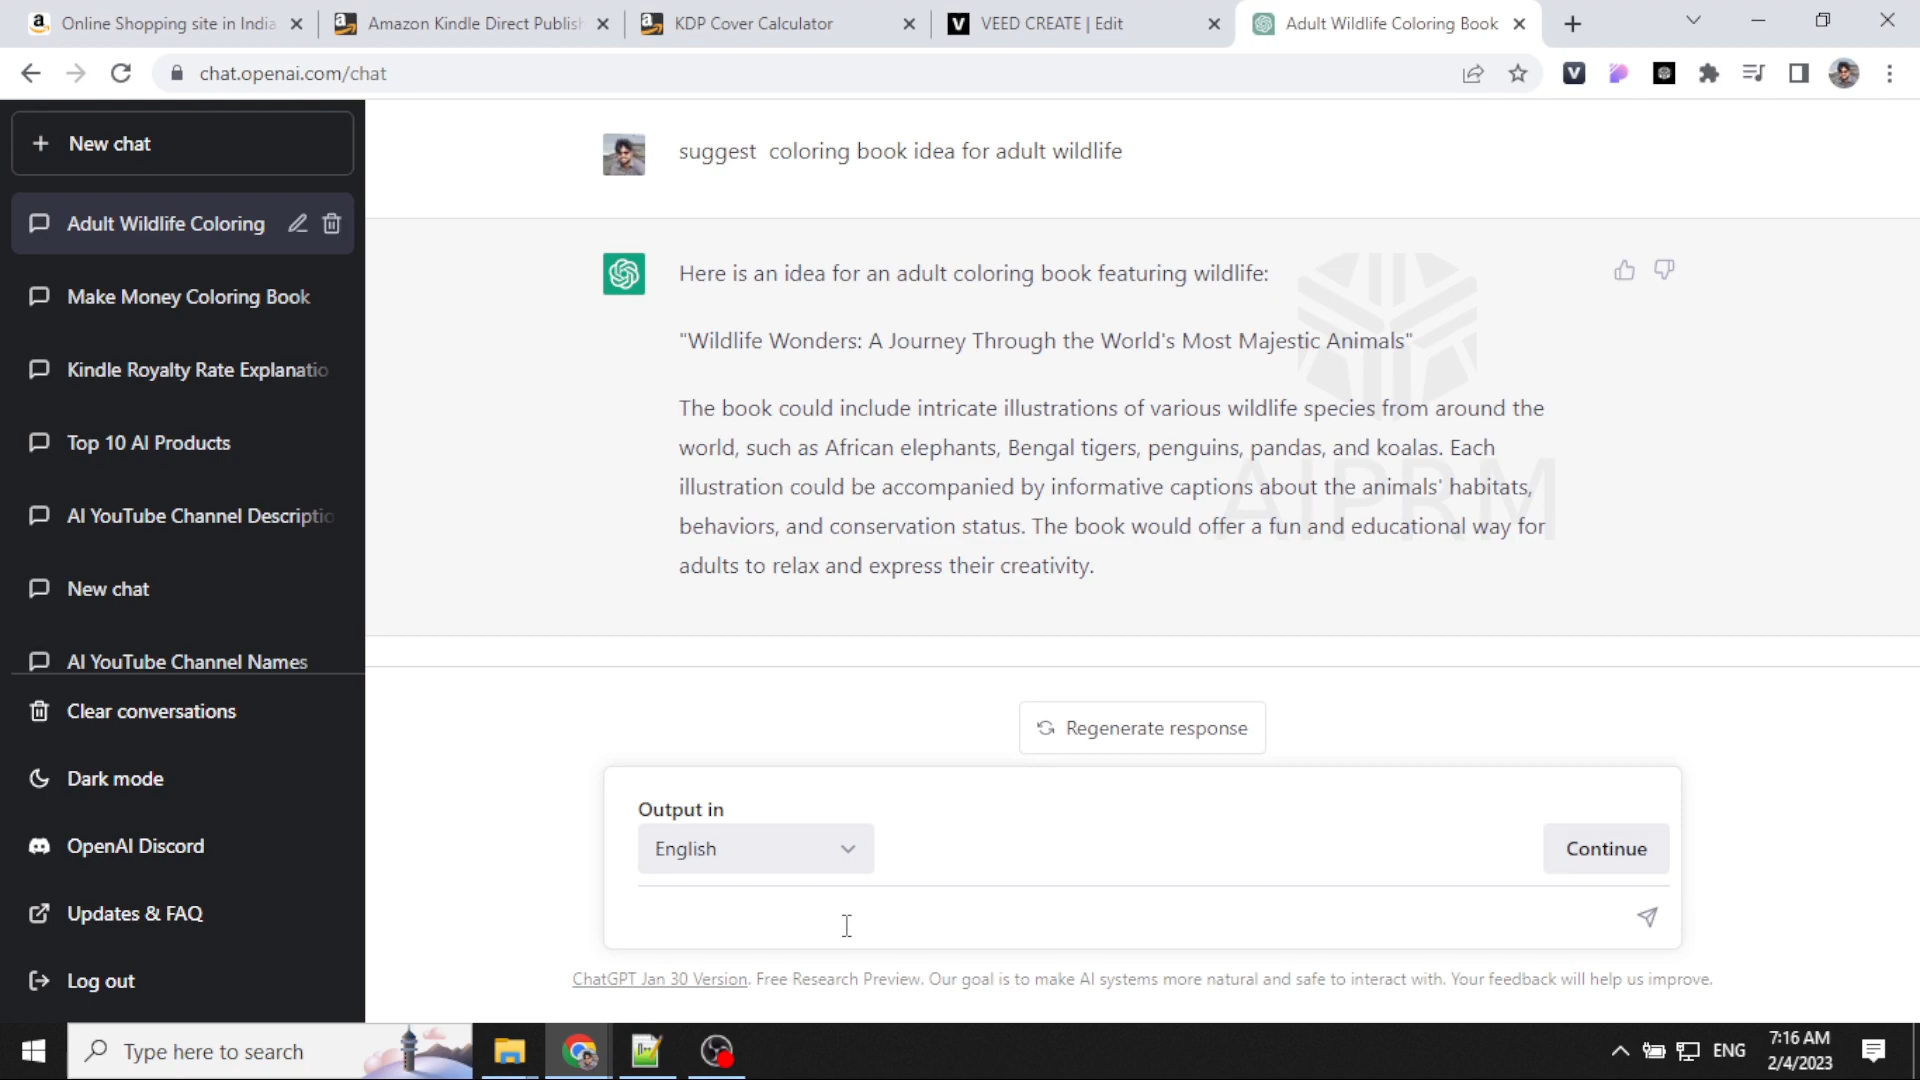 Online Shopping site in India
Amazon Kindle Direct Publish
KDP Cover Calculator
VEED CREATE | Edit
Adult Wildlife Coloring Book
chat.openai.com/chat
New chat
Adult Wildlife Coloring
Make Money Coloring Book
Kindle Royalty Rate Explanatio
Top 10 AI Products
AI YouTube Channel Descriptio
New chat
AI YouTube Channel Names
Clear conversations
Dark mode
OpenAI Discord
Updates & FAQ
Log out
suggest  coloring book idea for adult wildlife
Here is an idea for an adult coloring book featuring wildlife:
"Wildlife Wonders: A Journey Through the World's Most Majestic Animals"
The book could include intricate illustrations of various wildlife species from around the
world, such as African elephants, Bengal tigers, penguins, pandas, and koalas. Each
illustration could be accompanied by informative captions about the animals' habitats,
behaviors, and conservation status. The book would offer a fun and educational way for
adults to relax and express their creativity.
AIPRM
Regenerate response
Output in
English
Continue
ChatGPT Jan 30 Version. Free Research Preview. Our goal is to make AI systems more natural and safe to interact with. Your feedback will help us improve.
Type here to search
ENG
7:16 AM
2/4/2023